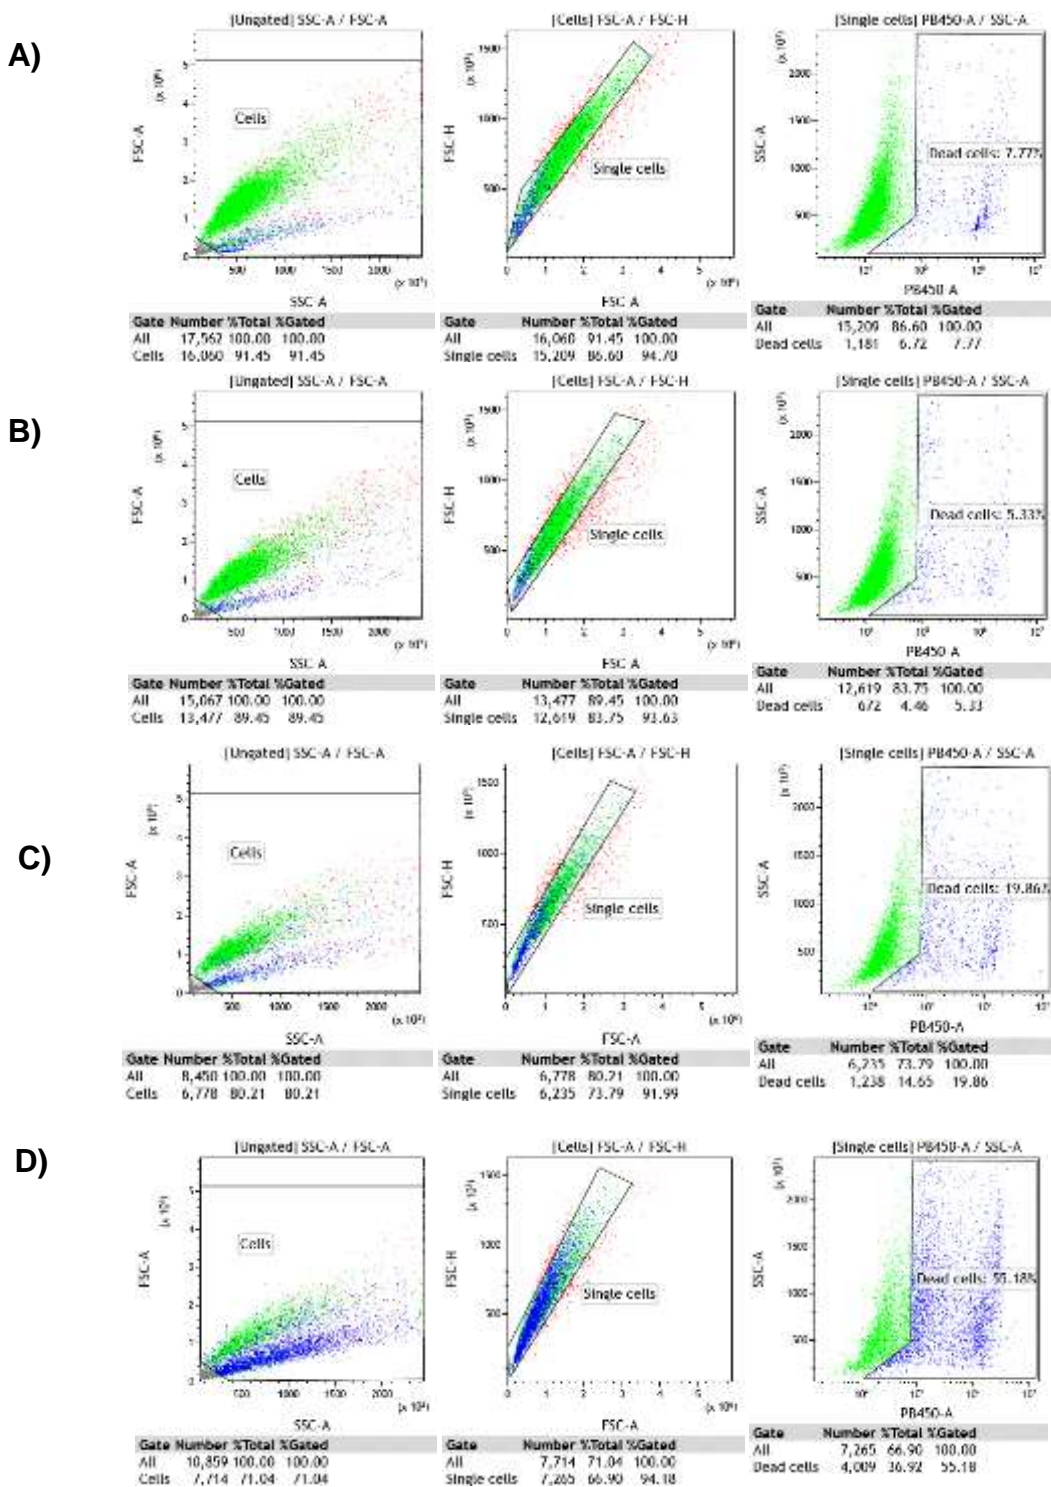 A)
[Ungated] SSC-A / FSC-A
[Cells] FSC-A / FSC-H
[Single cells] PB450-A / SSC-A
Cells
Single cells
Dead cells: 7.77%
FSC-A
FSC-H
SSC-A
SSC-A
FSC-A
PB450-A
Gate Number %Total %Gated
All 17,562 100.00 100.00
Cells 16,060 91.45 91.45
Gate Number %Total %Gated
All 16,060 91.45 100.00
Single cells 15,209 86.60 94.70
Gate Number %Total %Gated
All 15,209 86.60 100.00
Dead cells 1,181 6.72 7.77
B)
[Ungated] SSC-A / FSC-A
[Cells] FSC-A / FSC-H
[Single cells] PB450-A / SSC-A
Cells
Single cells
Dead cells: 5.33%
FSC-A
FSC-H
SSC-A
SSC-A
FSC-A
PB450-A
Gate Number %Total %Gated
All 15,067 100.00 100.00
Cells 13,477 89.45 89.45
Gate Number %Total %Gated
All 13,477 89.45 100.00
Single cells 12,619 83.75 93.63
Gate Number %Total %Gated
All 12,619 83.75 100.00
Dead cells 672 4.46 5.33
C)
[Ungated] SSC-A / FSC-A
[Cells] FSC-A / FSC-H
[Single cells] PB450-A / SSC-A
Cells
Single cells
Dead cells: 19.86%
FSC-A
FSC-H
SSC-A
SSC-A
FSC-A
PB450-A
Gate Number %Total %Gated
All 8,450 100.00 100.00
Cells 6,778 80.21 80.21
Gate Number %Total %Gated
All 6,778 80.21 100.00
Single cells 6,235 73.79 91.99
Gate Number %Total %Gated
All 6,235 73.79 100.00
Dead cells 1,238 14.65 19.86
D)
[Ungated] SSC-A / FSC-A
[Cells] FSC-A / FSC-H
[Single cells] PB450-A / SSC-A
Cells
Single cells
Dead cells: 55.18%
FSC-A
FSC-H
SSC-A
SSC-A
FSC-A
PB450-A
Gate Number %Total %Gated
All 10,859 100.00 100.00
Cells 7,714 71.04 71.04
Gate Number %Total %Gated
All 7,714 71.04 100.00
Single cells 7,265 66.90 94.18
Gate Number %Total %Gated
All 7,265 66.90 100.00
Dead cells 4,009 36.92 55.18